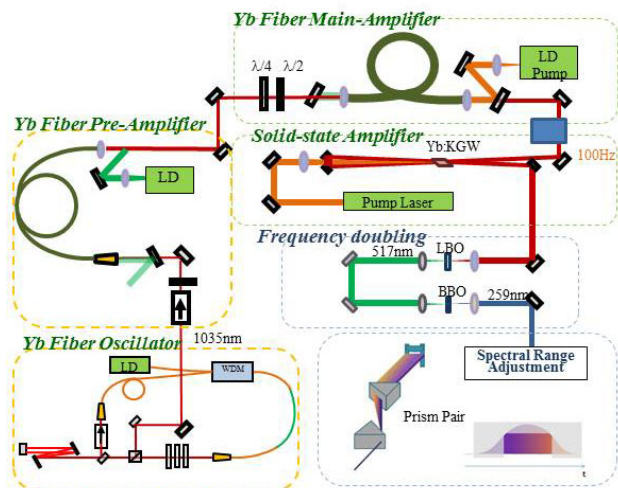 Yb Fiber Main-Amplifier
LD
Pump
λ/4 λ/2
Yb Fiber Pre-Amplifier
LD
Solid-state Amplifier
Yb:KGW
100Hz
Pump Laser
Frequency doubling
517nm
LBO
BBO
259nm
1035nm
Yb Fiber Oscillator
LD
WDM
Spectral Range
Adjustment
Prism Pair
t